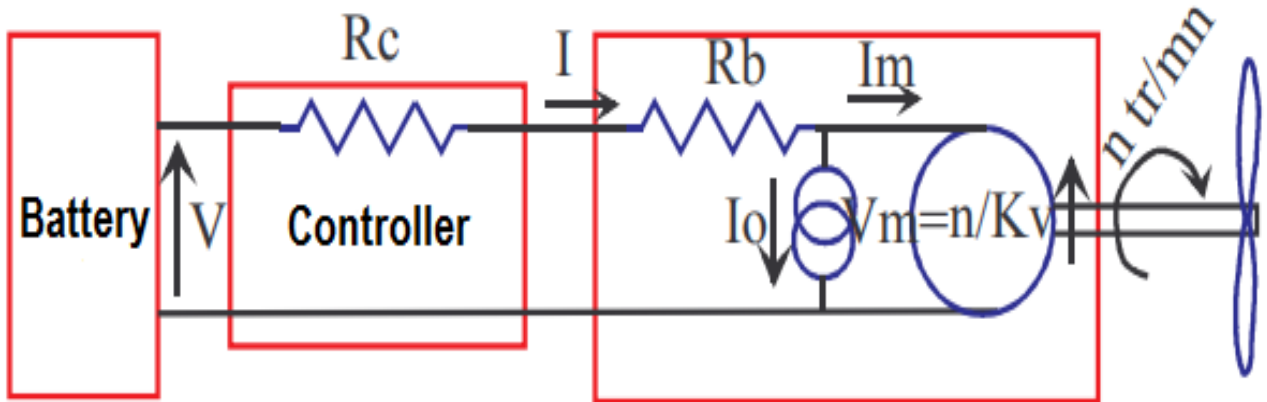 Rc
I
Rb
Im
n tr/mn
Battery
V
Controller
Io
Vm=n/Kv